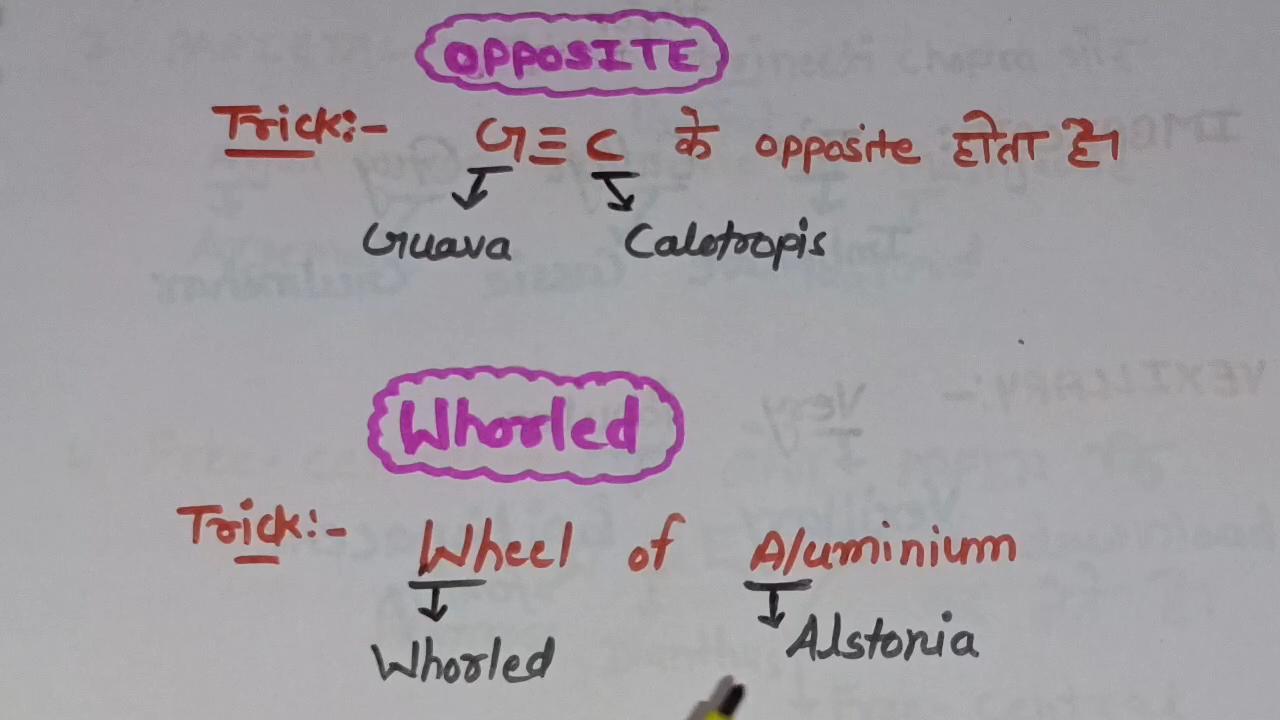 OPPOSITE
Trick:- G≡C के opposite होता है।
Guava Calotropis
Whorled
Trick:- Wheel of Aluminium
Whorled Alstonia